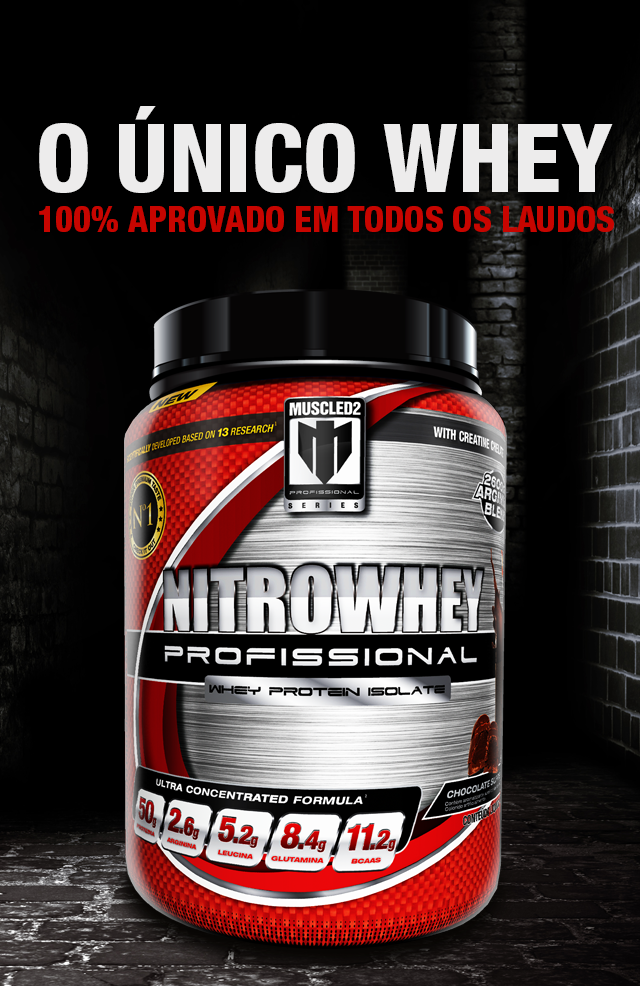 O ÚNICO WHEY
100% APROVADO EM TODOS OS LAUDOS
NEW
DEVELOPED BASED ON 13 RESEARCH
MUSCLED2
PROFISSIONAL
SERIES
WITH CREATINE
Nº1
NITROWHEY
PROFISSIONAL
WHEY PROTEIN ISOLATE
ULTRA CONCENTRATED FORMULA
50g
2.6g
ARGININA
5.2g
LEUCINA
8.4g
GLUTAMINA
11.2g
BCAAS
CHOCOLATE